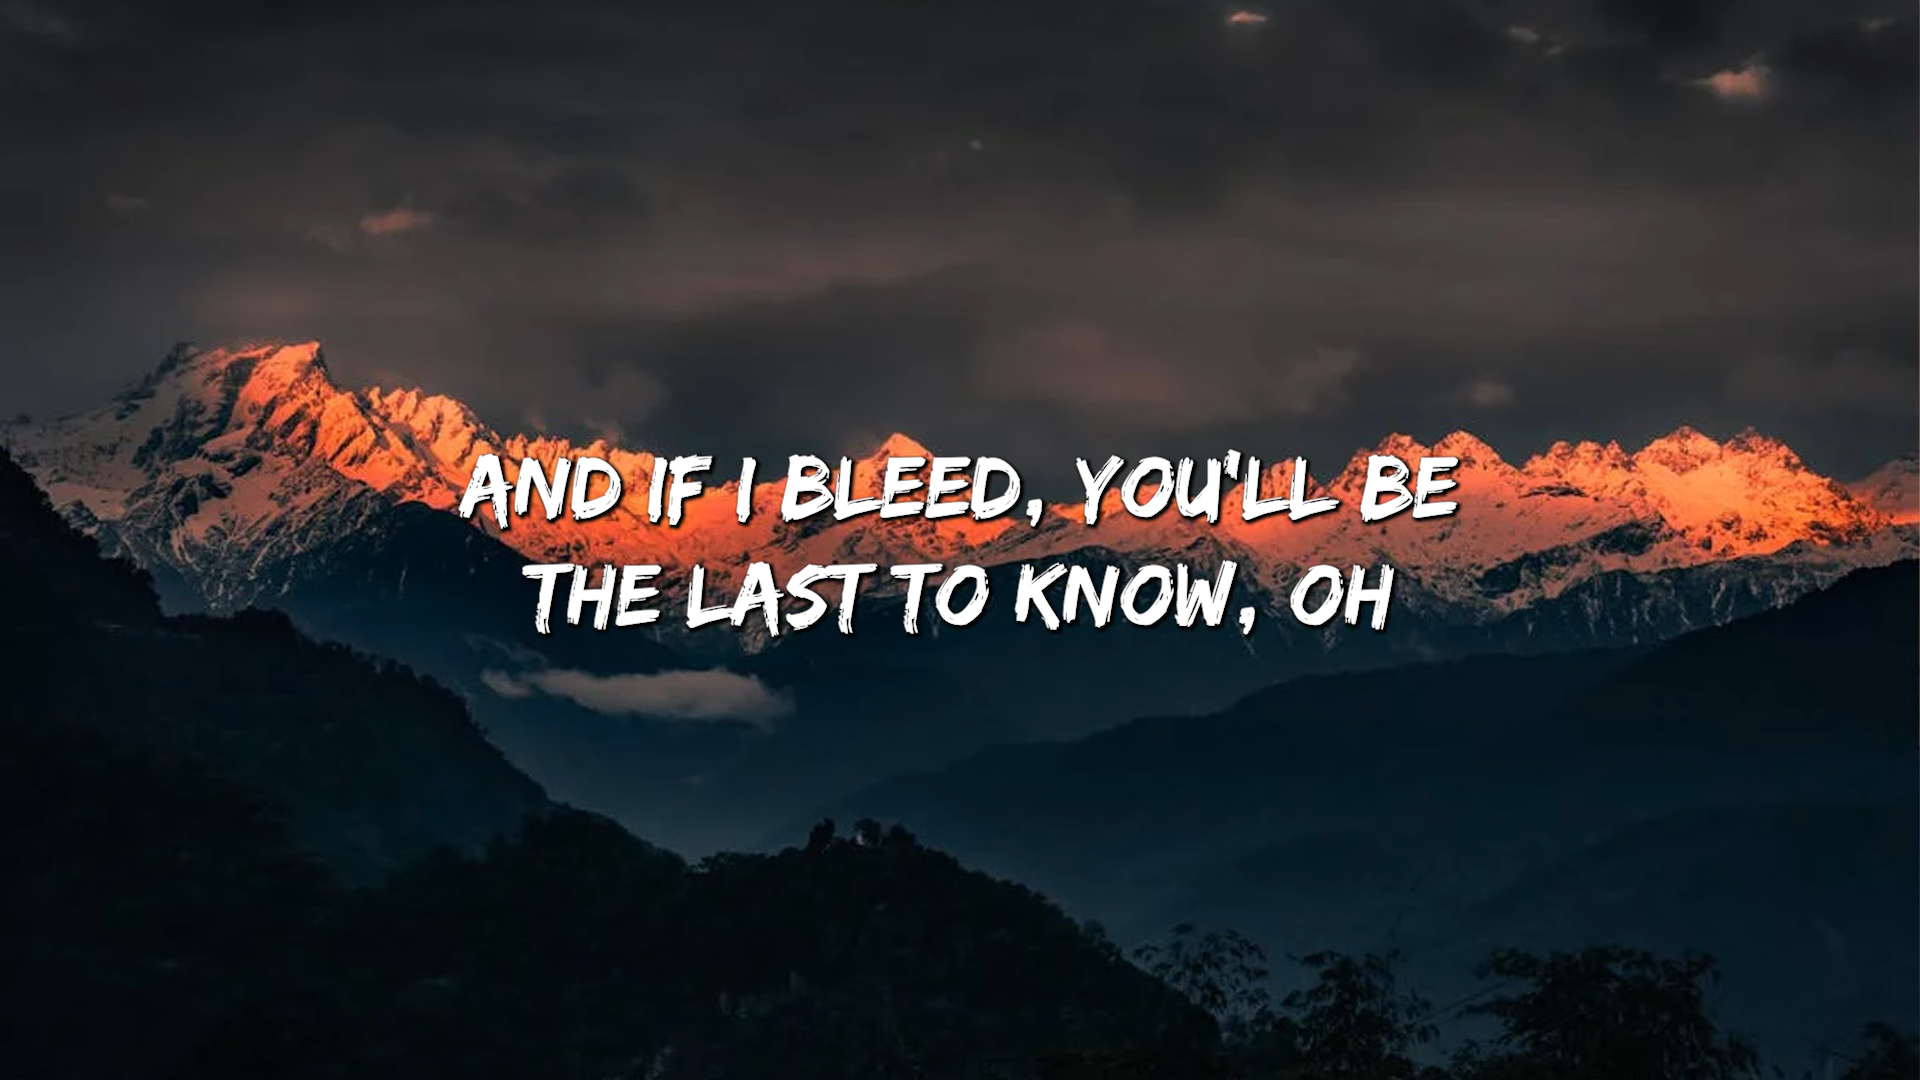 AND IF I BLEED, YOU'LL BE
THE LAST TO KNOW, OH